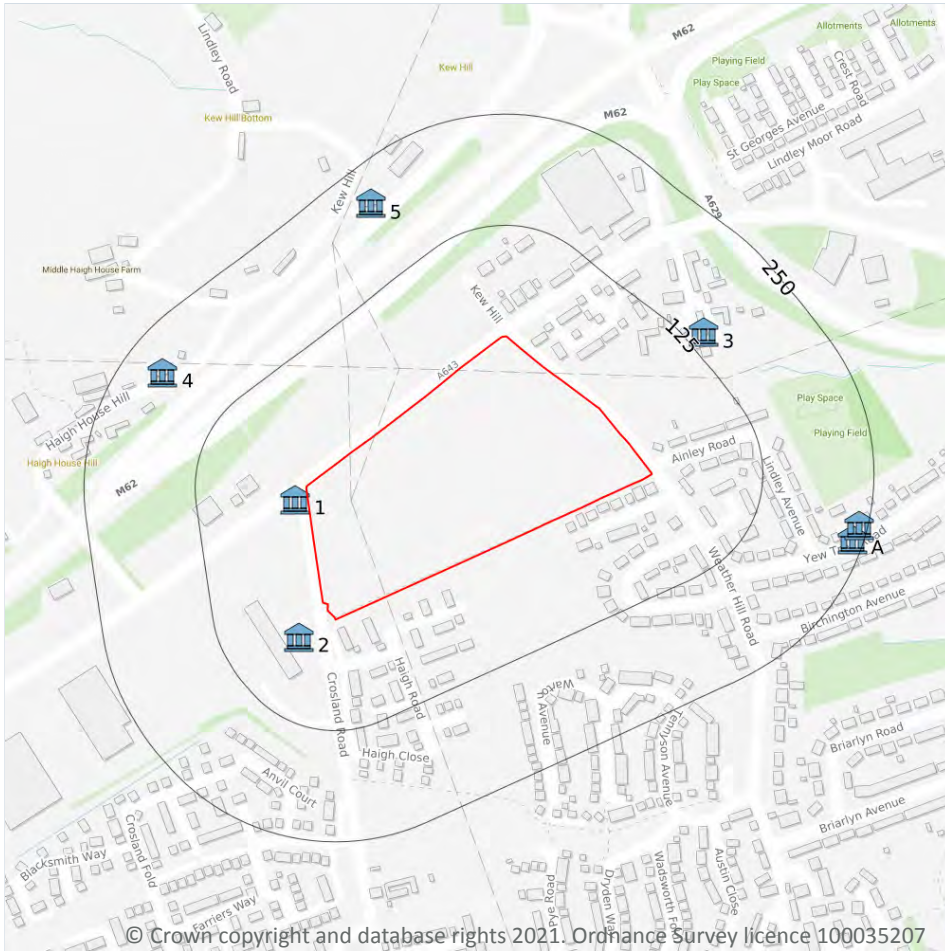 Lindley Road
M62
Allotments
Allotments
Kew Hill
Playing Field
Play Space
Crest Road
St Georges Avenue
Lindley Moor Road
Kew Hill Bottom
M62
Kew Hill
5
A629
Middle Haigh House Farm
250
Kew Hill
125
3
A643
4
Haigh House Hill
Play Space
Playing Field
Haigh House Hill
Ainley Road
M62
Lindley Avenue
1
A
Weather Hill Road
Birchington Avenue
2
Haigh Road
Crosland Road
Tennyson Avenue
Briarlyn Road
Haigh Close
Anvil Court
Briarlyn Avenue
Crosland Fold
Blacksmith Way
Austin Close
Farriers Way
Pye Road
Dryden Way
© Crown copyright and database rights 2021. Ordnance Survey licence 100035207